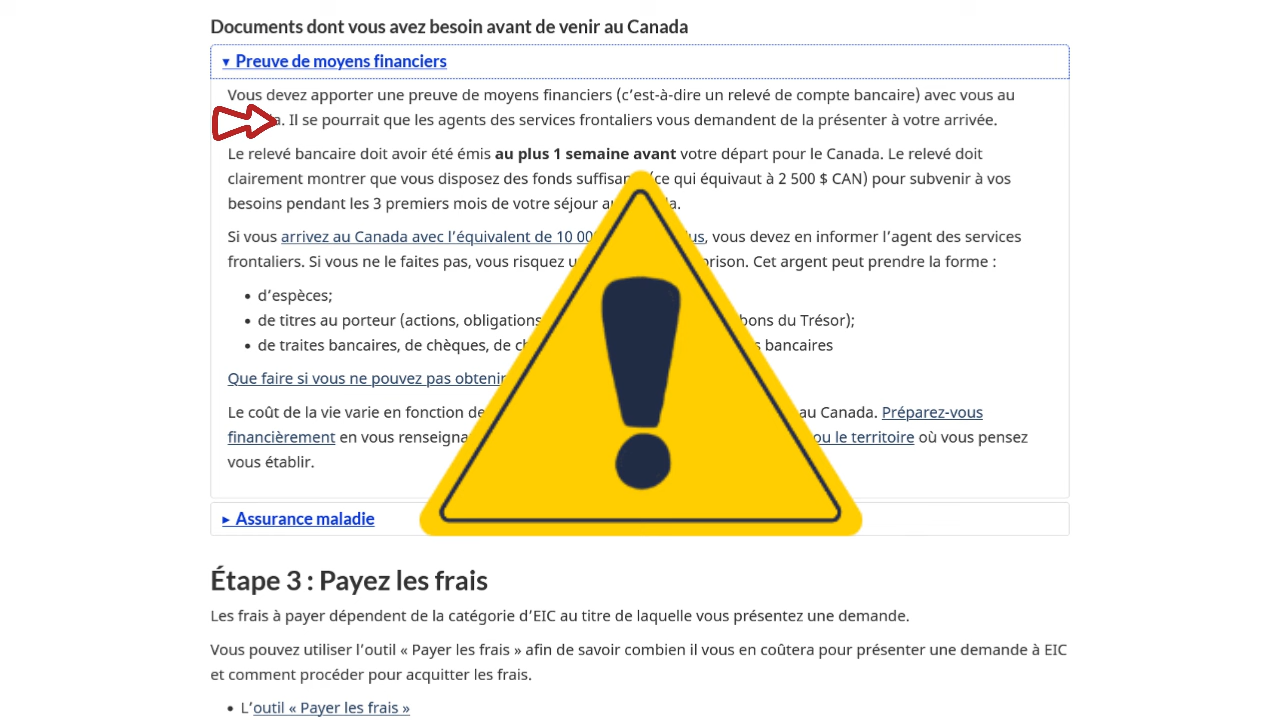 Documents dont vous avez besoin avant de venir au Canada
▾ Preuve de moyens financiers
Vous devez apporter une preuve de moyens financiers (c’est-à-dire un relevé de compte bancaire) avec vous au
Il se pourrait que les agents des services frontaliers vous demandent de la présenter à votre arrivée.
Le relevé bancaire doit avoir été émis au plus 1 semaine avant votre départ pour le Canada. Le relevé doit
clairement montrer que vous disposez des fonds (ce qui équivaut à 2 500 $ CAN) pour subvenir à vos
besoins pendant les 3 premiers mois de votre séjour
Si vous arrivez au Canada avec l’équivalent de 10 000 vous devez en informer l’agent des services
frontaliers. Si vous ne le faites pas, vous risquez prison. Cet argent peut prendre la forme :
• d’espèces;
• de titres au porteur (actions, obligations bons du Trésor);
• de traites bancaires, de chèques, de bancaires
Que faire si vous ne pouvez pas obtenir
Le coût de la vie varie en fonction de au Canada. Préparez-vous
financièrement en vous ou le territoire où vous pensez
vous établir.
▸ Assurance maladie
Étape 3 : Payez les frais
Les frais à payer dépendent de la catégorie d’EIC au titre de laquelle vous présentez une demande.
Vous pouvez utiliser l’outil « Payer les frais » afin de savoir combien il vous en coûtera pour présenter une demande à EIC
et comment procéder pour acquitter les frais.
• L’outil « Payer les frais »